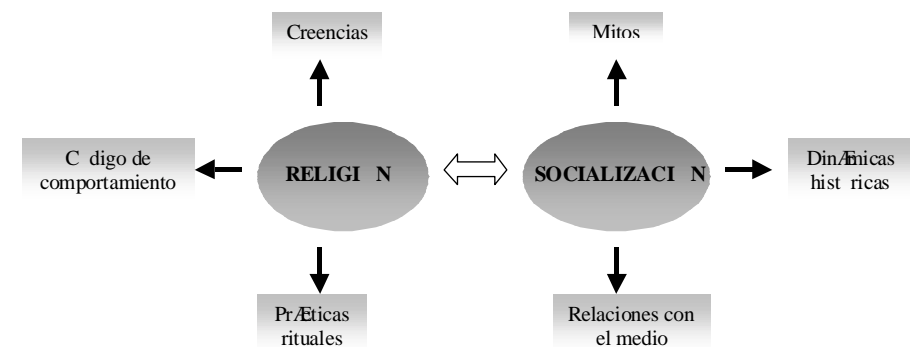 Creencias
Mitos
C digo de
comportamiento
RELIGI N
SOCIALIZACI N
DinÆmicas
hist ricas
PrÆcticas
rituales
Relaciones con
el medio